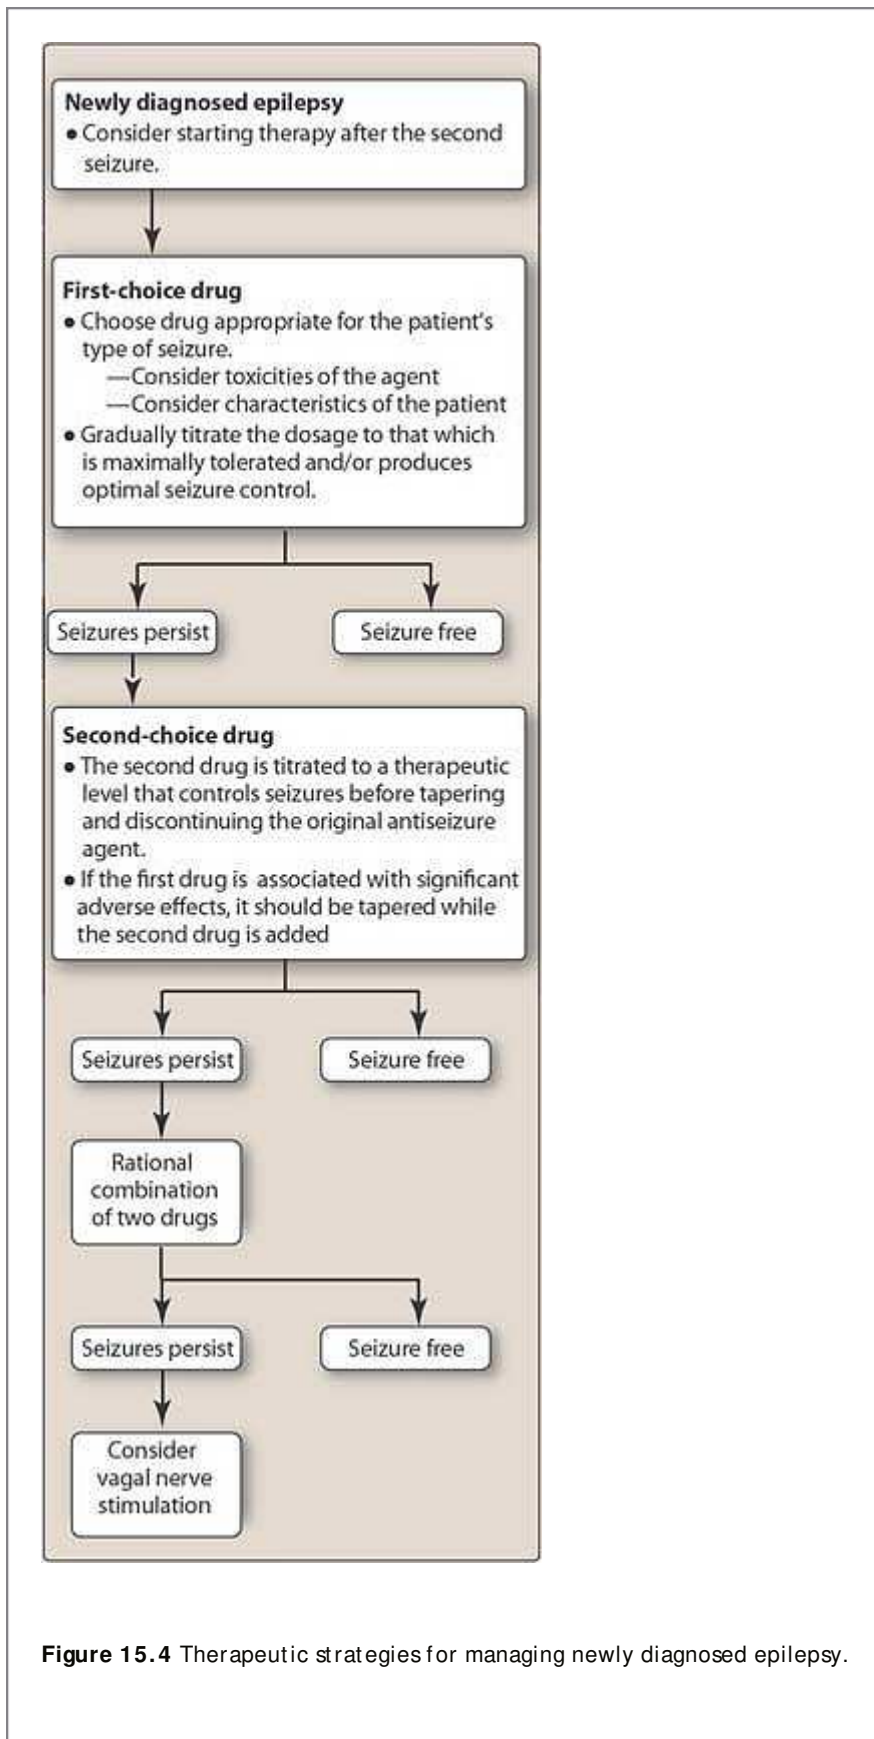 Newly diagnosed epilepsy
• Consider starting therapy after the second
seizure.
First-choice drug
• Choose drug appropriate for the patient's
type of seizure.
—Consider toxicities of the agent
—Consider characteristics of the patient
• Gradually titrate the dosage to that which
is maximally tolerated and/or produces
optimal seizure control.
Seizures persist
Seizure free
Second-choice drug
• The second drug is titrated to a therapeutic
level that controls seizures before tapering
and discontinuing the original antiseizure
agent.
• If the first drug is associated with significant
adverse effects, it should be tapered while
the second drug is added
Seizures persist
Seizure free
Rational
combination
of two drugs
Seizures persist
Seizure free
Consider
vagal nerve
stimulation
Figure 15.4 Therapeutic strategies for managing newly diagnosed epilepsy.